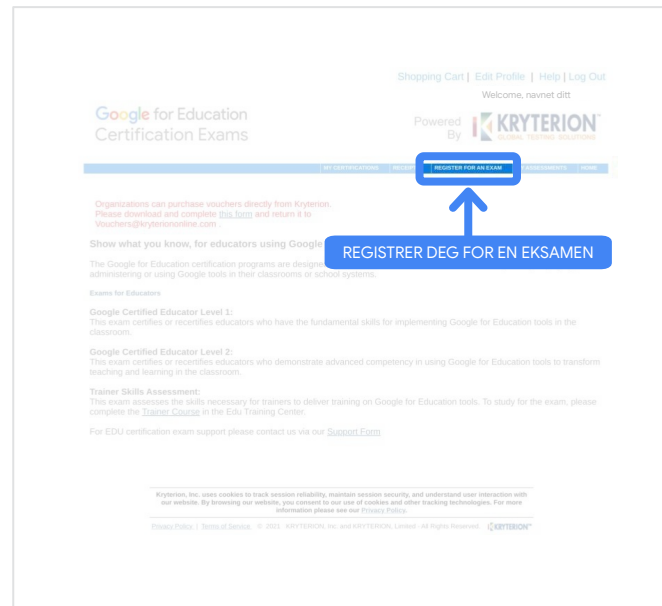 Shopping Cart | Edit Profile | Help | Log Out
Welcome, navnet ditt
Google for Education
Certification Exams
Powered
By
KRYTERION™
GLOBAL TESTING SOLUTIONS
MY CERTIFICATIONS | RECEIPTS | REGISTER FOR AN EXAM | ASSESSMENTS | HOME
Organizations can purchase vouchers directly from Kryterion.
Please download and complete this form and return it to
Vouchers@kryteriononline.com .
Show what you know, for educators using Google
REGISTRER DEG FOR EN EKSAMEN
The Google for Education certification programs are designe
administering or using Google tools in their classrooms or school systems.
Exams for Educators
Google Certified Educator Level 1:
This exam certifies or recertifies educators who have the fundamental skills for implementing Google for Education tools in the
classroom.
Google Certified Educator Level 2:
This exam certifies or recertifies educators who demonstrate advanced competency in using Google for Education tools to transform
teaching and learning in the classroom.
Trainer Skills Assessment:
This exam assesses the skills necessary for trainers to deliver training on Google for Education tools. To study for the exam, please
complete the Trainer Course in the Edu Training Center.
For EDU certification exam support please contact us via our Support Form
Kryterion, Inc. uses cookies to track session reliability, maintain session security, and understand user interaction with
our website. By browsing our website, you consent to our use of cookies and other tracking technologies. For more
information please see our Privacy Policy.
Privacy Policy | Terms of Service © 2021 KRYTERION, Inc. and KRYTERION, Limited - All Rights Reserved. KRYTERION™